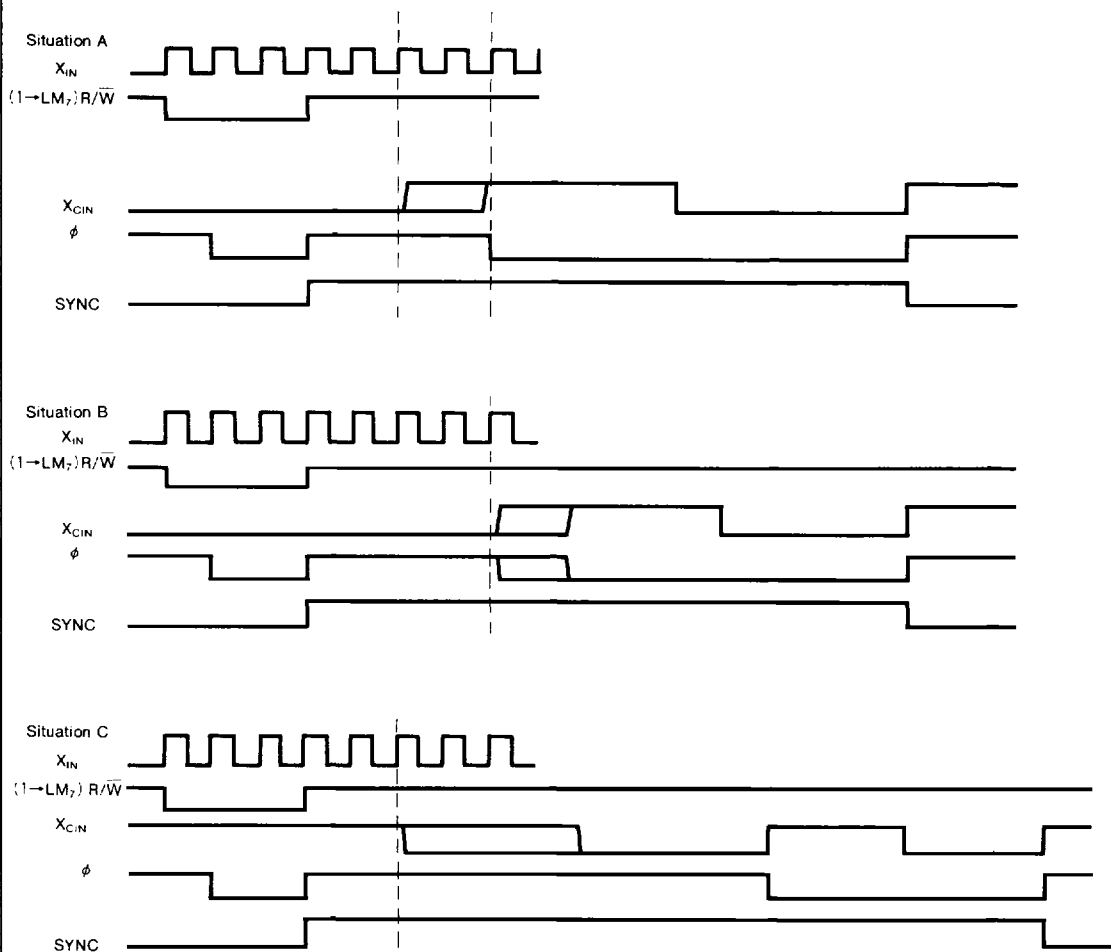 Situation A
XIN
(1→LM7) R/W̅
XCIN
φ
SYNC
Situation B
XIN
(1→LM7) R/W̅
XCIN
φ
SYNC
Situation C
XIN
(1→LM7) R/W̅
XCIN
φ
SYNC